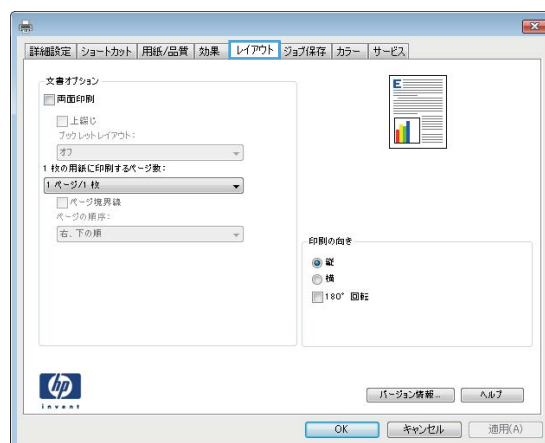 詳細設定 ショートカット 用紙/品質 効果 レイアウト ジョブ保存 カラー サービス
文書オプション
両面印刷
上綴じ
ブックレットレイアウト:
オフ
1 枚の用紙に印刷するページ数:
1 ページ/1 枚
ページ境界線
ページの順序:
右、下の順
E
印刷の向き
縦
横
180° 回転
hp
invent
バージョン情報... ヘルプ
OK キャンセル 適用(A)